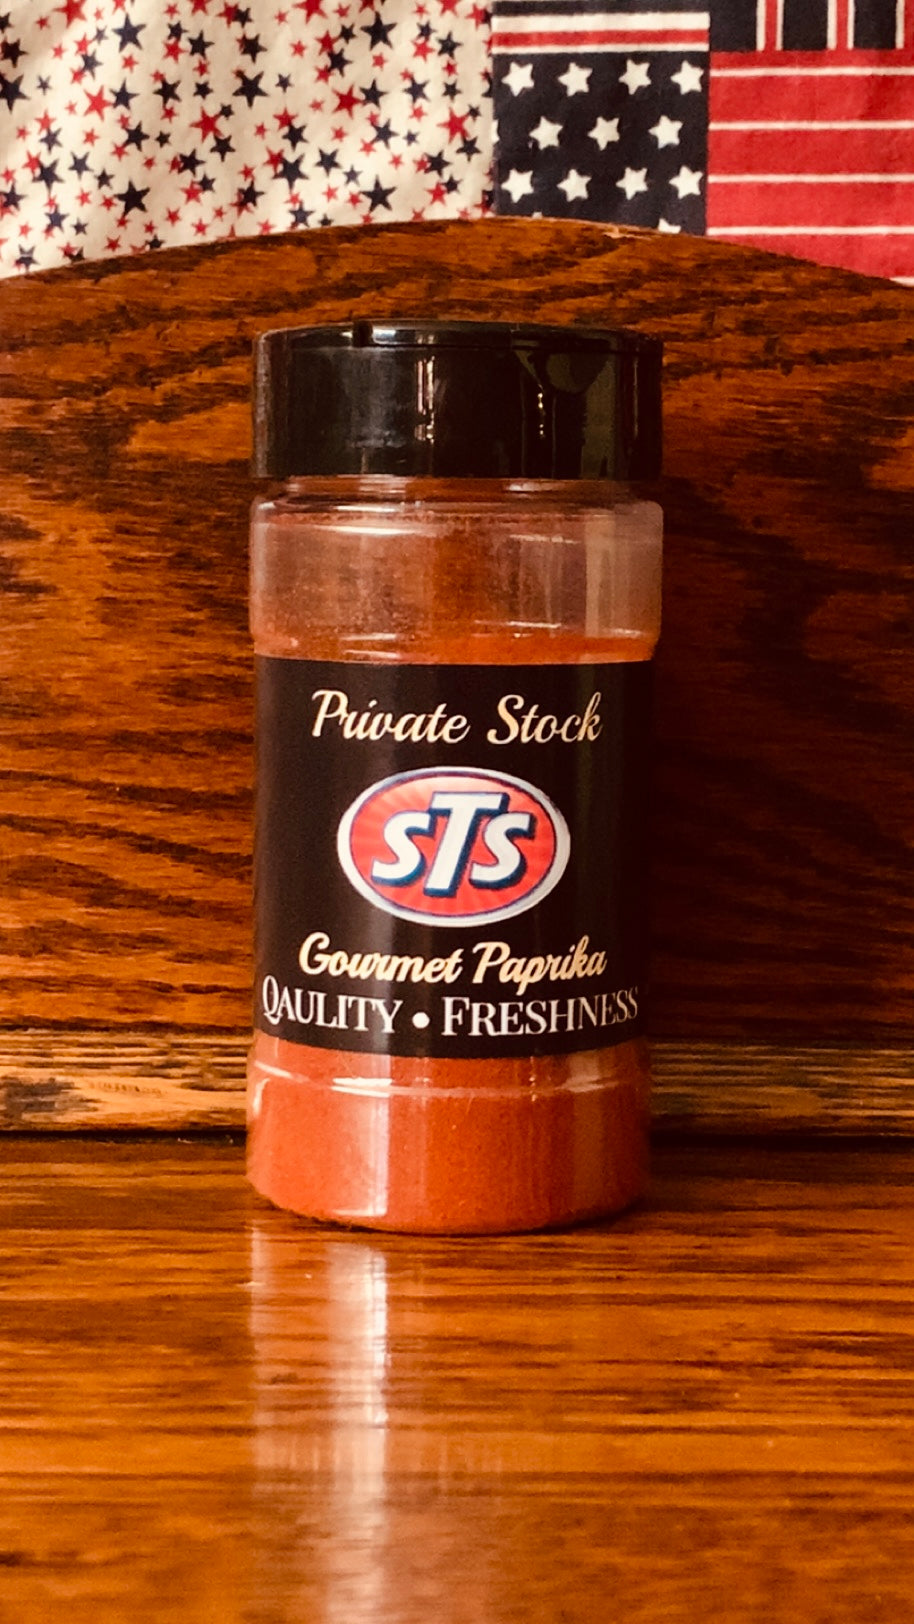 Private Stock
STS
Gourmet Paprika
QAULITY • FRESHNESS